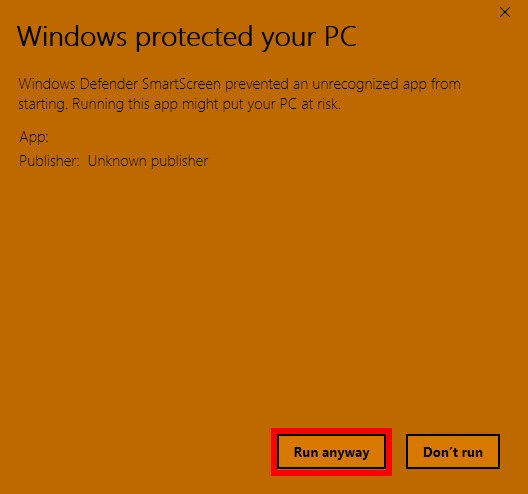 Windows protected your PC
Windows Defender SmartScreen prevented an unrecognized app from
starting. Running this app might put your PC at risk.
App:
Publisher: Unknown publisher
Run anyway
Don't run